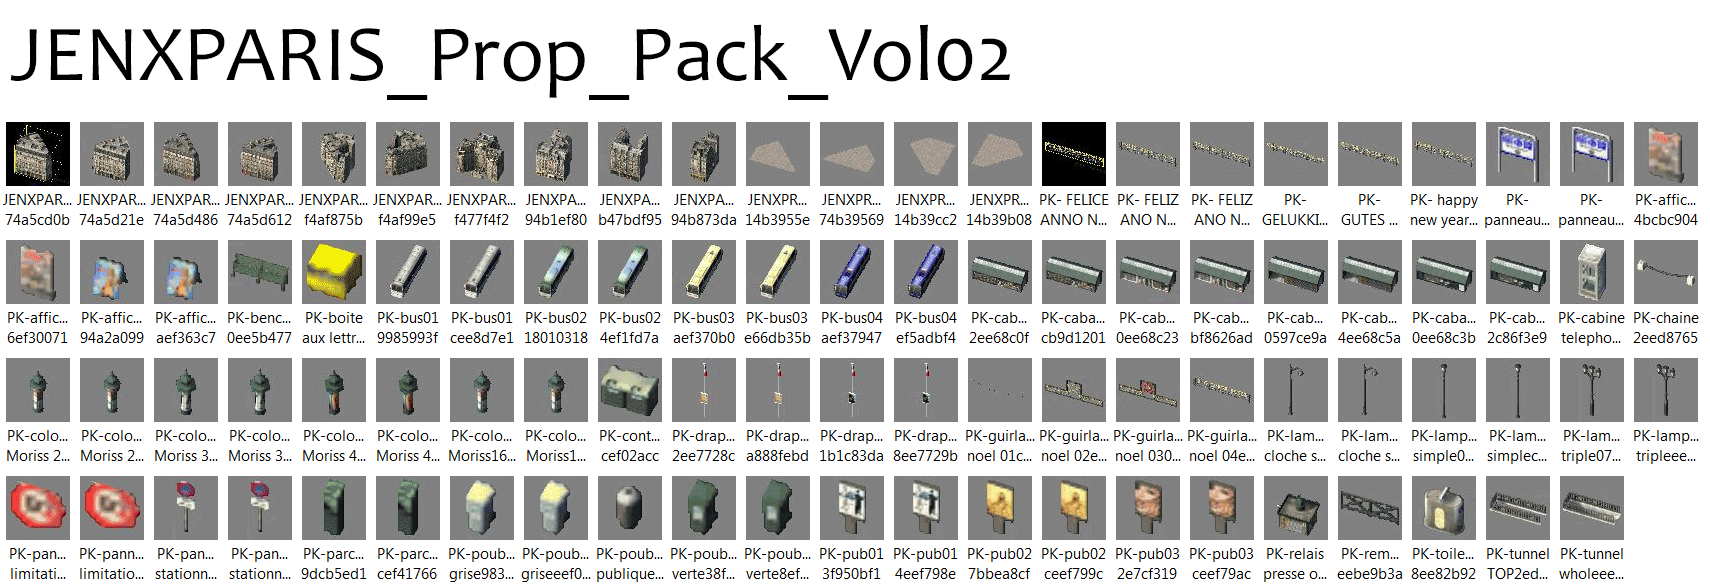 JENXPARIS_Prop_Pack_Vol02
JENXPAR... JENXPAR... JENXPAR... JENXPAR... JENXPAR... JENXPAR... JENXPAR... JENXPA... JENXPA... JENXPA... JENXPR... JENXPR... JENXPR... JENXPR... PK- FELICE PK- FELIZ PK- FELIZ PK- PK- PK- happy PK- PK- PK-affic...
74a5cd0b 74a5d21e 74a5d486 74a5d612 f4af875b f4af99e5 f477f4f2 94b1ef80 b47bdf95 94b873da 14b3955e 74b39569 14b39cc2 14b39b08 ANNO N... ANO N... ANO N... GELUKKI... GUTES ... new year... panneau... panneau... 4bcbc904
PK-affic... PK-affic... PK-affic... PK-benc... PK-boite PK-bus01 PK-bus01 PK-bus02 PK-bus02 PK-bus03 PK-bus03 PK-bus04 PK-bus04 PK-cab... PK-caba... PK-cab... PK-cab... PK-cab... PK-cab... PK-caba... PK-cab... PK-cabine PK-chaine
6ef30071 94a2a099 aef363c7 0ee5b477 aux lettr... 9985993f cee8d7e1 18010318 4ef1fd7a aef370b0 e66db35b aef37947 ef5adbf4 2ee68c0f cb9d1201 0ee68c23 bf8626ad 0597ce9a 4ee68c5a 0ee68c3b 2c86f3e9 telepho... 2eed8765
PK-colo... PK-colo... PK-colo... PK-colo... PK-colo... PK-colo... PK-colo... PK-colo... PK-cont... PK-drap... PK-drap... PK-drap... PK-drap... PK-guirla... PK-guirla... PK-guirla... PK-guirla... PK-lam... PK-lam... PK-lamp... PK-lam... PK-lam... PK-lamp...
Moriss 2... Moriss 2... Moriss 3... Moriss 3... Moriss 4... Moriss 4... Moriss16... Moriss1... cef02acc 2ee7728c a888febd 1b1c83da 8ee7729b noel 01c... noel 02e... noel 030... noel 04e... cloche s... cloche s... simple0... simplec... triple07... tripleee...
PK-pan... PK-pann... PK-pan... PK-pan... PK-parc... PK-parc... PK-poub... PK-poub... PK-poub... PK-poub... PK-poub... PK-pub01 PK-pub01 PK-pub02 PK-pub02 PK-pub03 PK-pub03 PK-relais PK-rem... PK-toile... PK-tunnel PK-tunnel
limitati... limitatio... stationn... stationn... 9dcb5ed1 cef41766 grise983... griseeef0... publique... verte38f... verte8ef... 3f950bf1 4eef798e 7bbea8cf ceef799c 2e7cf319 ceef79ac presse o... eebe9b3a 8ee82b92 TOP2ed... wholeee...